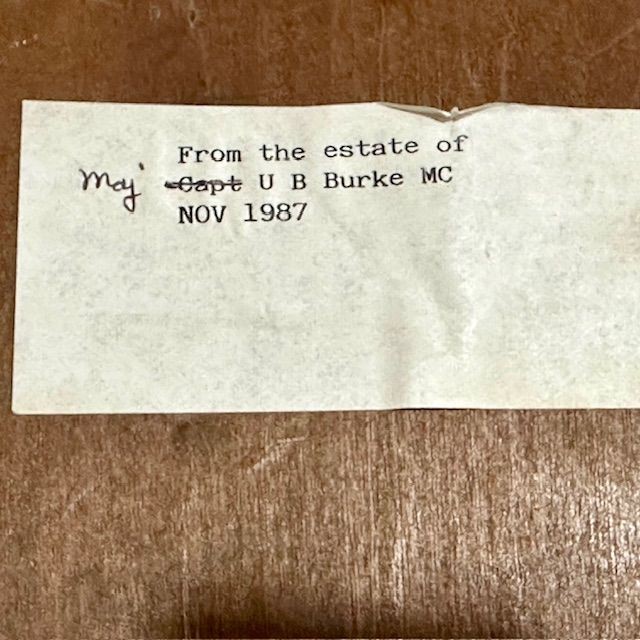 From the estate of
Maj' Capt U B Burke MC
NOV 1987